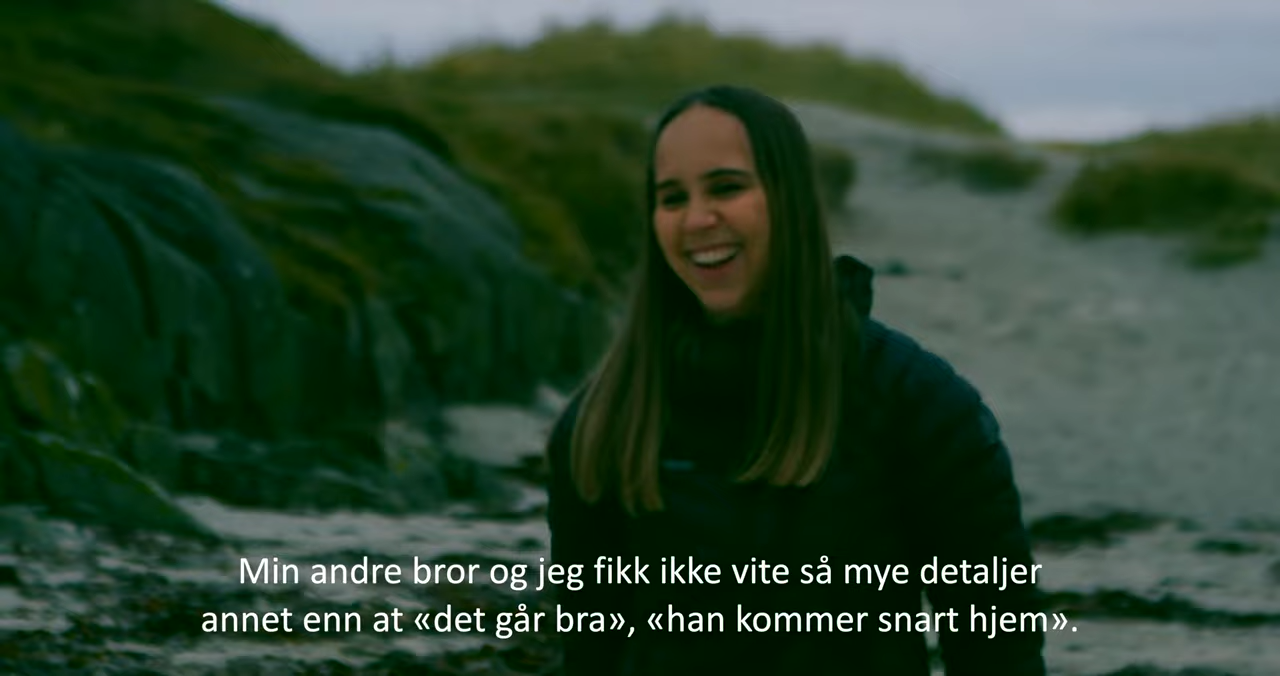 Min andre bror og jeg fikk ikke vite så mye detaljer
annet enn at «det går bra», «han kommer snart hjem».